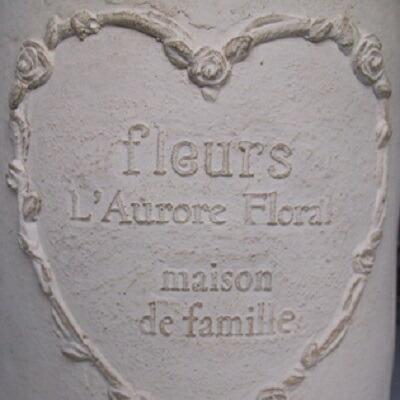 fleurs
L'Aurore Floral
maison
de famille